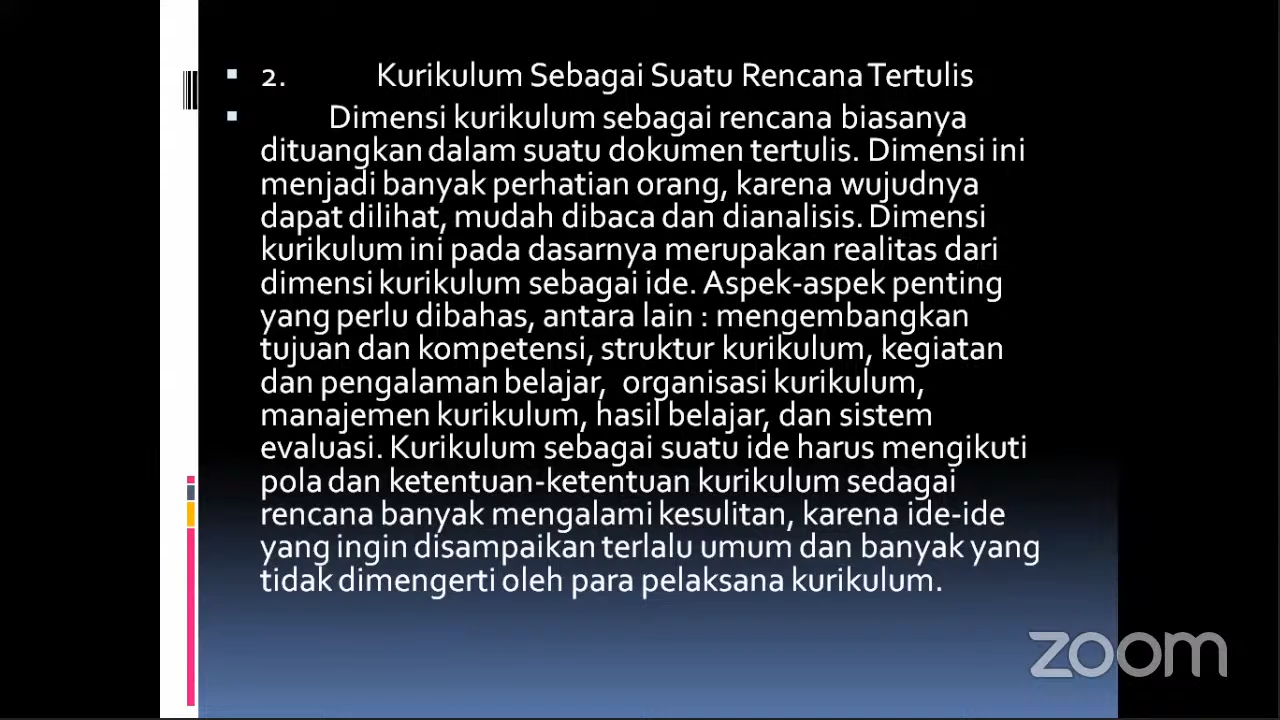 2. Kurikulum Sebagai Suatu Rencana Tertulis
Dimensi kurikulum sebagai rencana biasanya
dituangkan dalam suatu dokumen tertulis. Dimensi ini
menjadi banyak perhatian orang, karena wujudnya
dapat dilihat, mudah dibaca dan dianalisis. Dimensi
kurikulum ini pada dasarnya merupakan realitas dari
dimensi kurikulum sebagai ide. Aspek-aspek penting
yang perlu dibahas, antara lain : mengembangkan
tujuan dan kompetensi, struktur kurikulum, kegiatan
dan pengalaman belajar, organisasi kurikulum,
manajemen kurikulum, hasil belajar, dan sistem
evaluasi. Kurikulum sebagai suatu ide harus mengikuti
pola dan ketentuan-ketentuan kurikulum sedagai
rencana banyak mengalami kesulitan, karena ide-ide
yang ingin disampaikan terlalu umum dan banyak yang
tidak dimengerti oleh para pelaksana kurikulum.
zoom